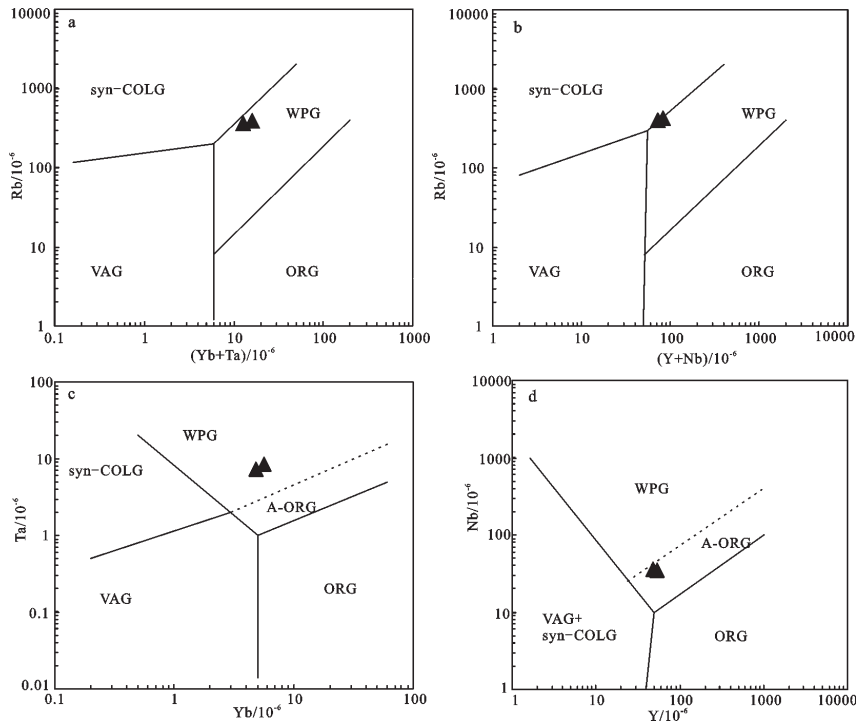 a
10000
1000
100
10
1
Rb/10⁻⁶
syn-COLG
WPG
VAG
ORG
0.1
1
10
100
1000
(Yb+Ta)/10⁻⁶
b
10000
1000
100
10
1
Rb/10⁻⁶
syn-COLG
WPG
VAG
ORG
1
10
100
1000
10000
(Y+Nb)/10⁻⁶
c
100
10
1
0.1
0.01
Ta/10⁻⁶
WPG
syn-COLG
A-ORG
VAG
ORG
0.1
1
10
100
Yb/10⁻⁶
d
10000
1000
100
10
1
Nb/10⁻⁶
WPG
A-ORG
VAG+
syn-COLG
ORG
1
10
100
1000
10000
Y/10⁻⁶